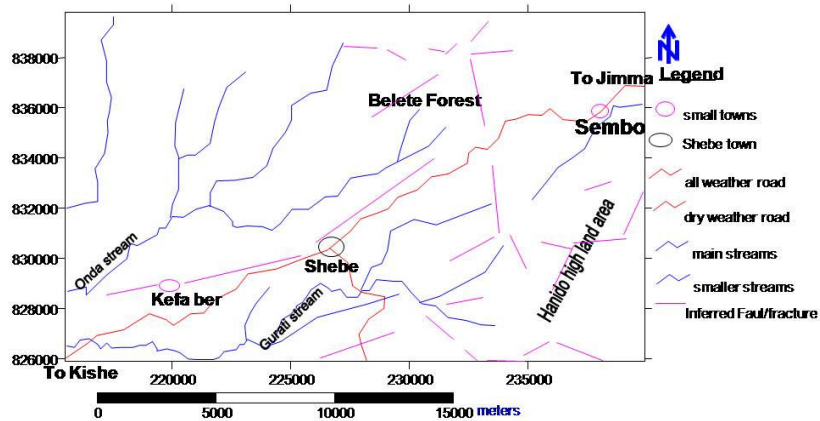 838000
836000
834000
832000
830000
828000
826000
To Jimma
Belete Forest
Sembo
Onda stream
Shebe
Kefa ber
Gurati stream
Hanido high land area
To Kishe
220000
225000
230000
235000
0
5000
10000
15000
meters
N
Legend
small towns
Shebe town
all weather road
dry weather road
main streams
smaller streams
Inferred Faul/fracture